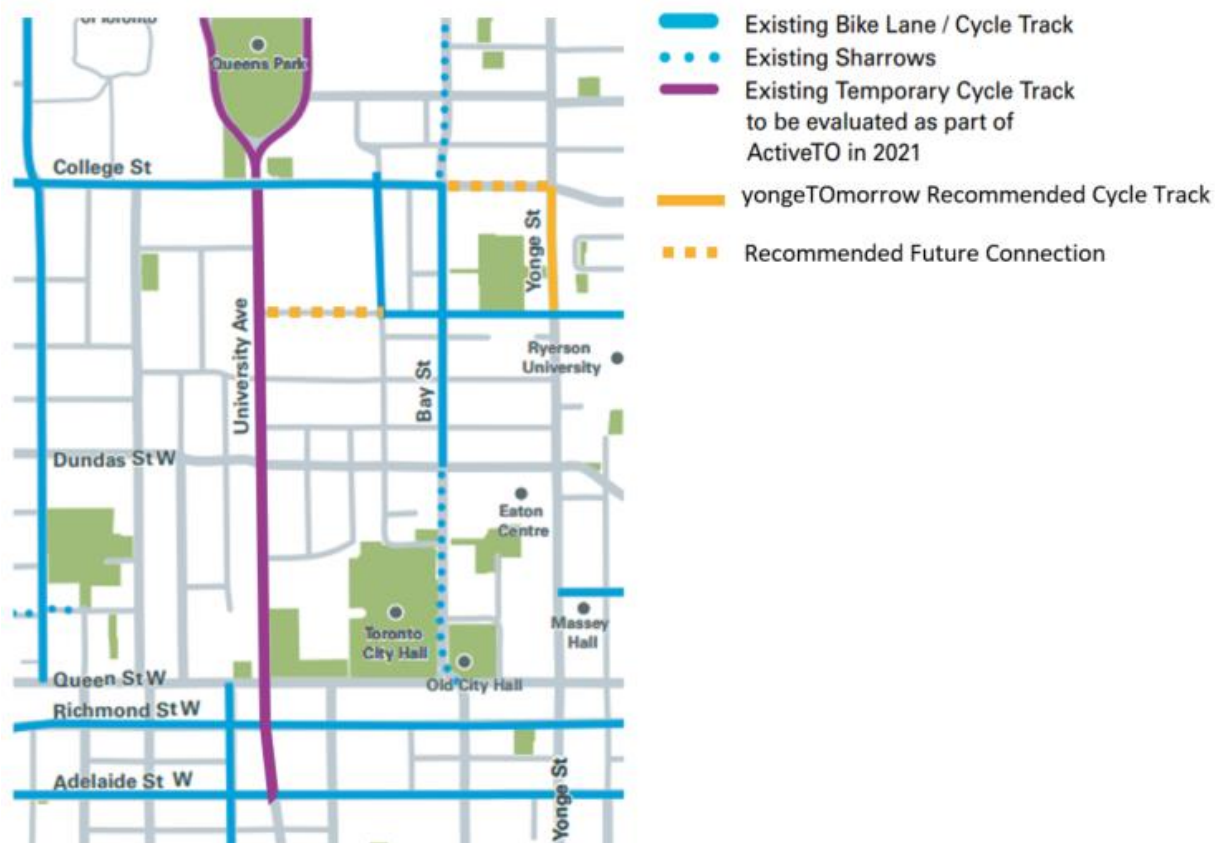 of Toronto
Queens Park
College St
Yonge St
University Ave
Bay St
Ryerson
University
Dundas St W
Eaton
Centre
Massey
Hall
Toronto
City Hall
Old City Hall
Queen St W
Richmond St W
Adelaide St W
Yonge St
Existing Bike Lane / Cycle Track
Existing Sharrows
Existing Temporary Cycle Track
to be evaluated as part of
ActiveTO in 2021
yongeTOmorrow Recommended Cycle Track
Recommended Future Connection